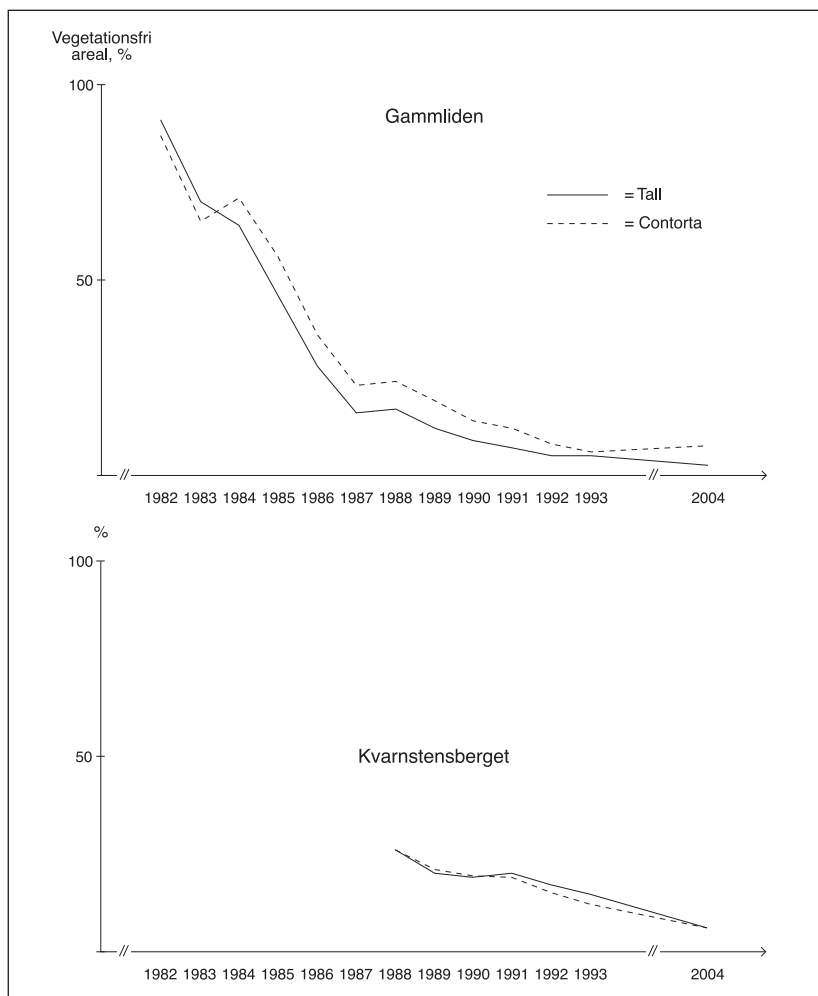 Vegetationsfri
areal, %
100
Gammliden
= Tall
= Contorta
50
1982 1983 1984 1985 1986 1987 1988 1989 1990 1991 1992 1993 2004
%
100
50
Kvarnstensberget
1982 1983 1984 1985 1986 1987 1988 1989 1990 1991 1992 1993 2004